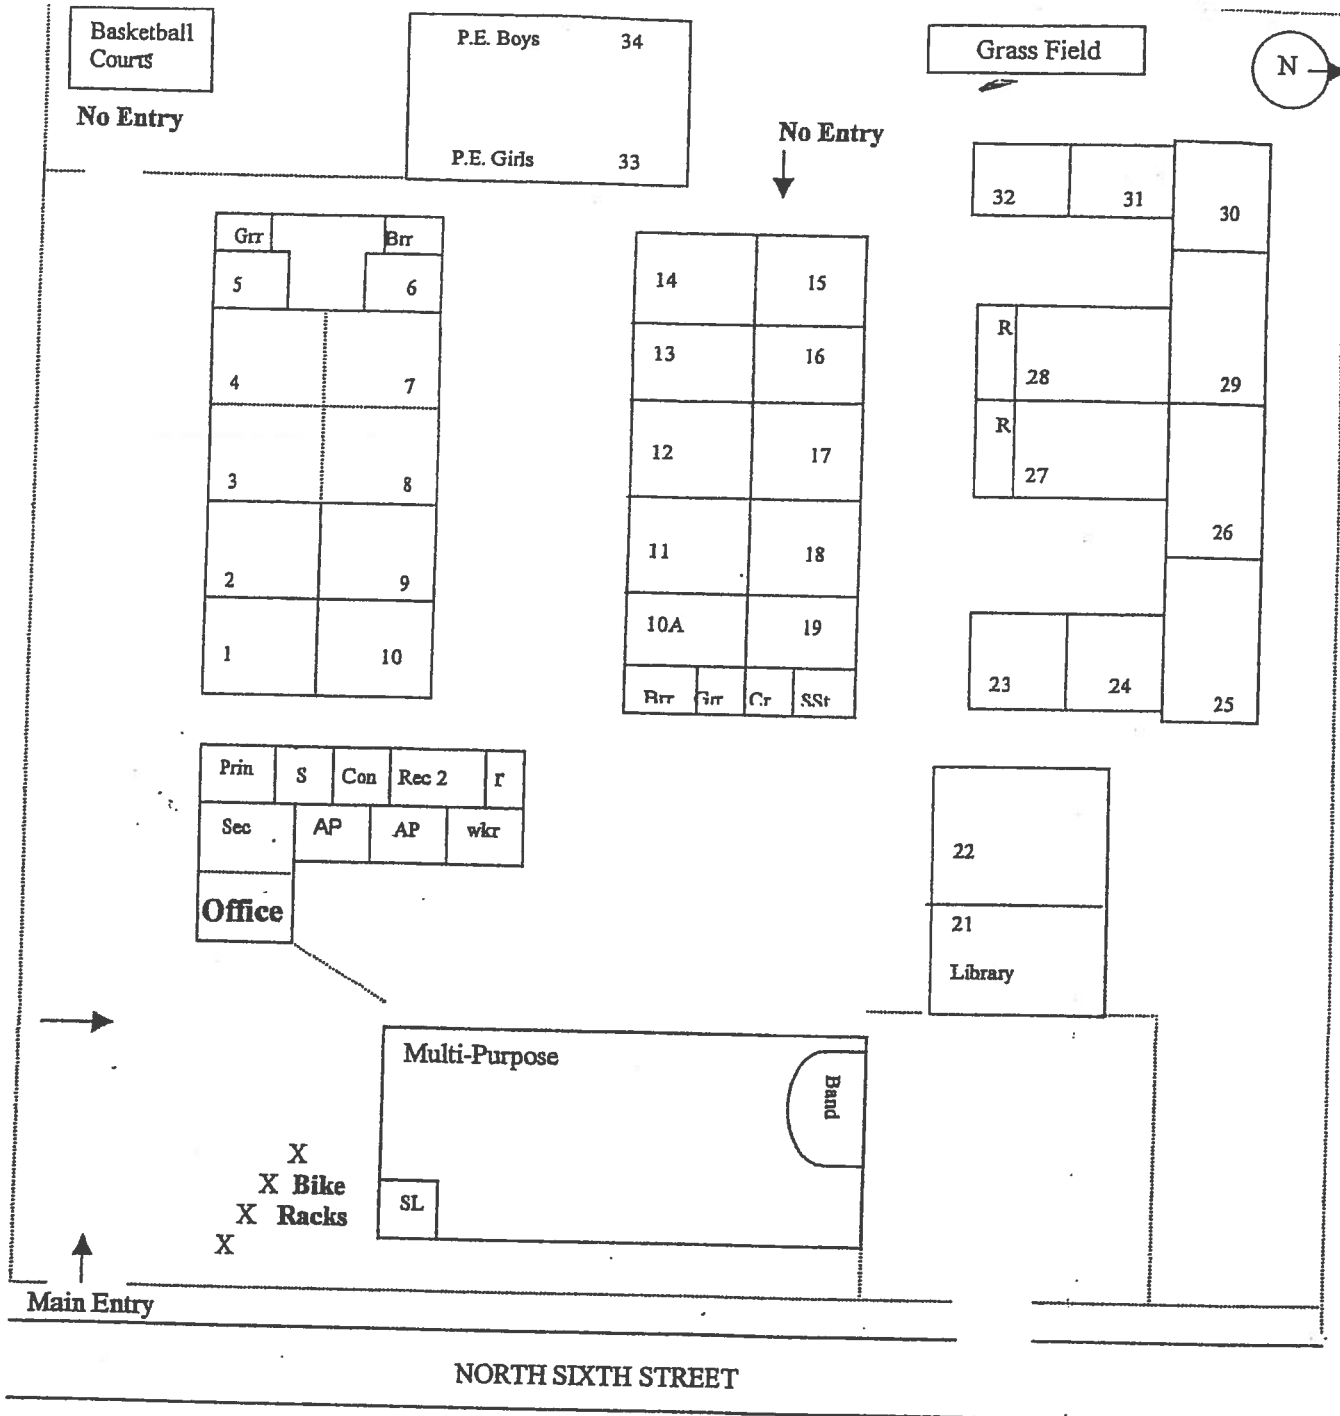 Basketball
Courts
No Entry
P.E. Boys 34
P.E. Girls 33
Grass Field
N
No Entry
32 31 30
Grr Brr
5 6
4 7
3 8
2 9
1 10
14 15
13 16
12 17
11 18
10A 19
Brr Grr Cr SSt
R 28 29
R 27 26
23 24 25
Prin S Con Rec 2 r
Sec AP AP wkr
Office
22
21
Library
Multi-Purpose
Band
SL
X
X Bike
X Racks
X
Main Entry
NORTH SIXTH STREET